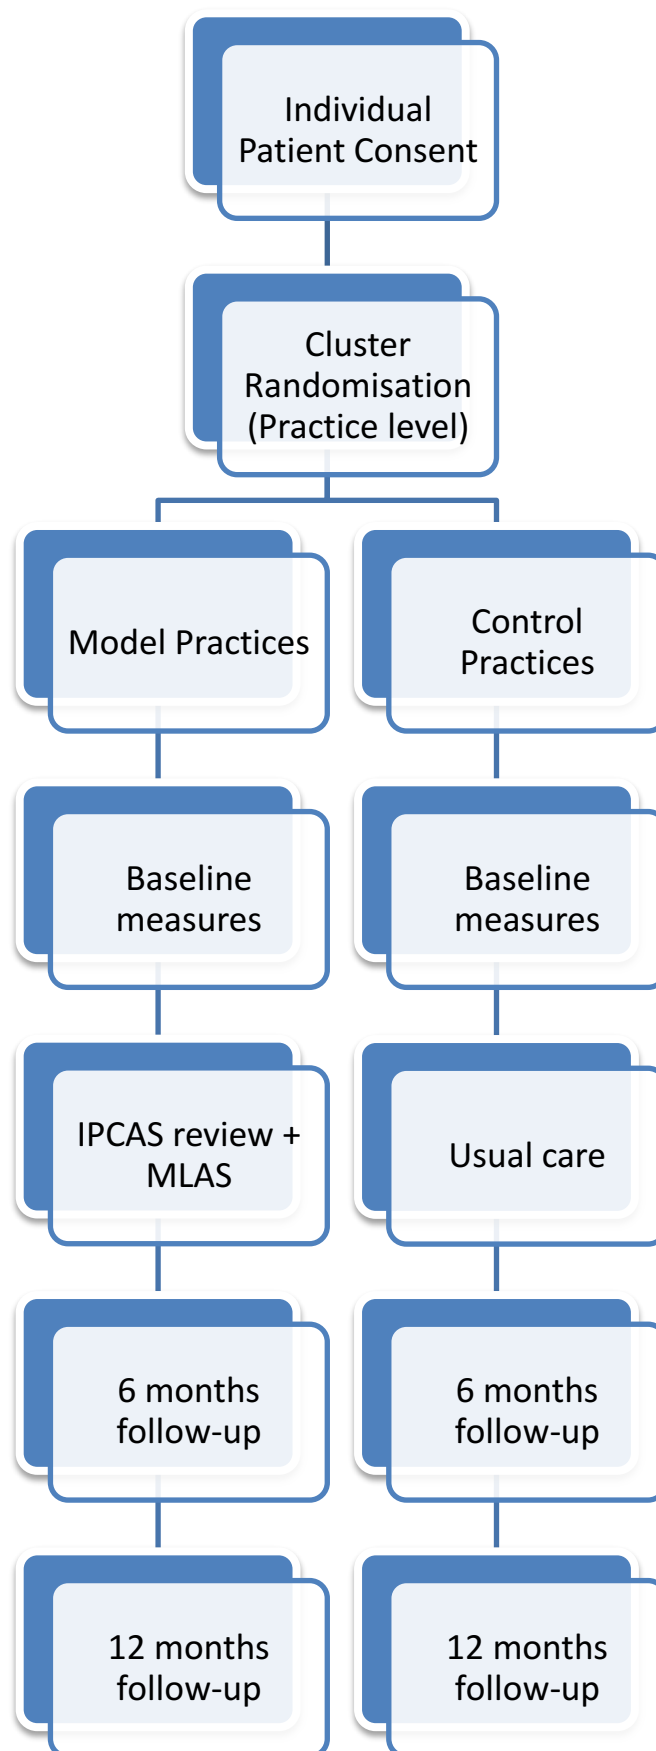 Individual
Patient Consent
Cluster
Randomisation
(Practice level)
Model Practices
Control
Practices
Baseline
measures
Baseline
measures
IPCAS review +
MLAS
Usual care
6 months
follow-up
6 months
follow-up
12 months
follow-up
12 months
follow-up